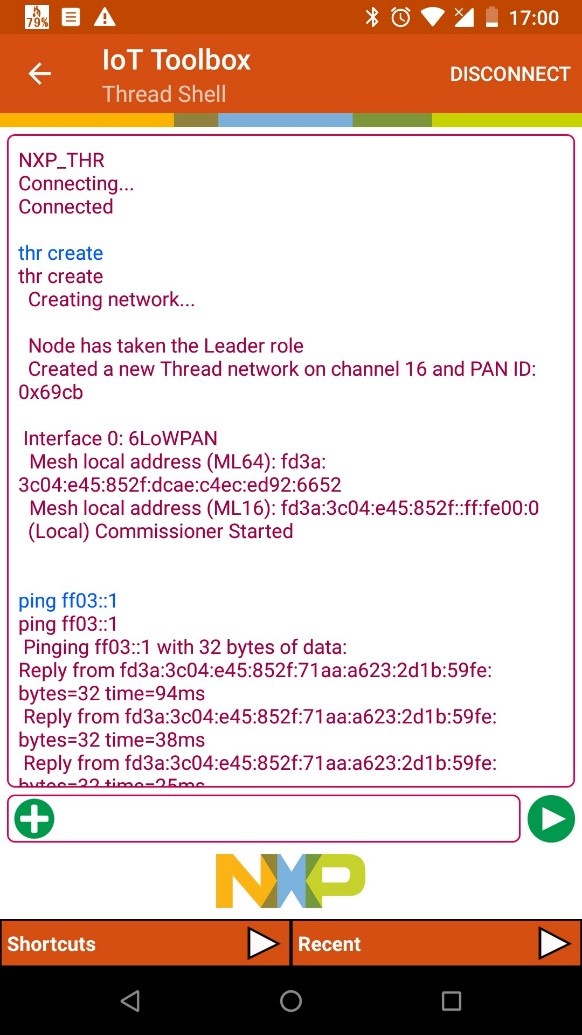 79%
17:00
IoT Toolbox
Thread Shell
DISCONNECT
NXP_THR
Connecting...
Connected
thr create
thr create
Creating network...
Node has taken the Leader role
Created a new Thread network on channel 16 and PAN ID:
0x69cb
Interface 0: 6LoWPAN
Mesh local address (ML64): fd3a:
3c04:e45:852f:dcae:c4ec:ed92:6652
Mesh local address (ML16): fd3a:3c04:e45:852f::ff:fe00:0
(Local) Commissioner Started
ping ff03::1
ping ff03::1
Pinging ff03::1 with 32 bytes of data:
Reply from fd3a:3c04:e45:852f:71aa:a623:2d1b:59fe:
bytes=32 time=94ms
Reply from fd3a:3c04:e45:852f:71aa:a623:2d1b:59fe:
bytes=32 time=38ms
Reply from fd3a:3c04:e45:852f:71aa:a623:2d1b:59fe:
bytes=32 time=25ms
NXP
Shortcuts
Recent